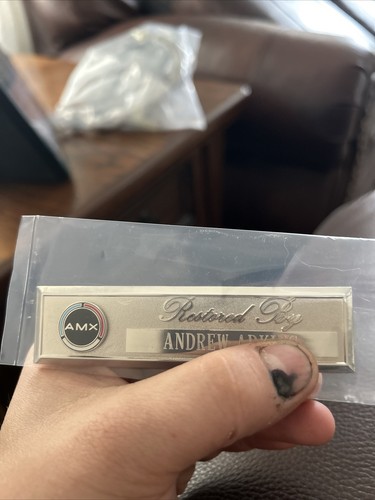 AMX
Restored By
ANDREW